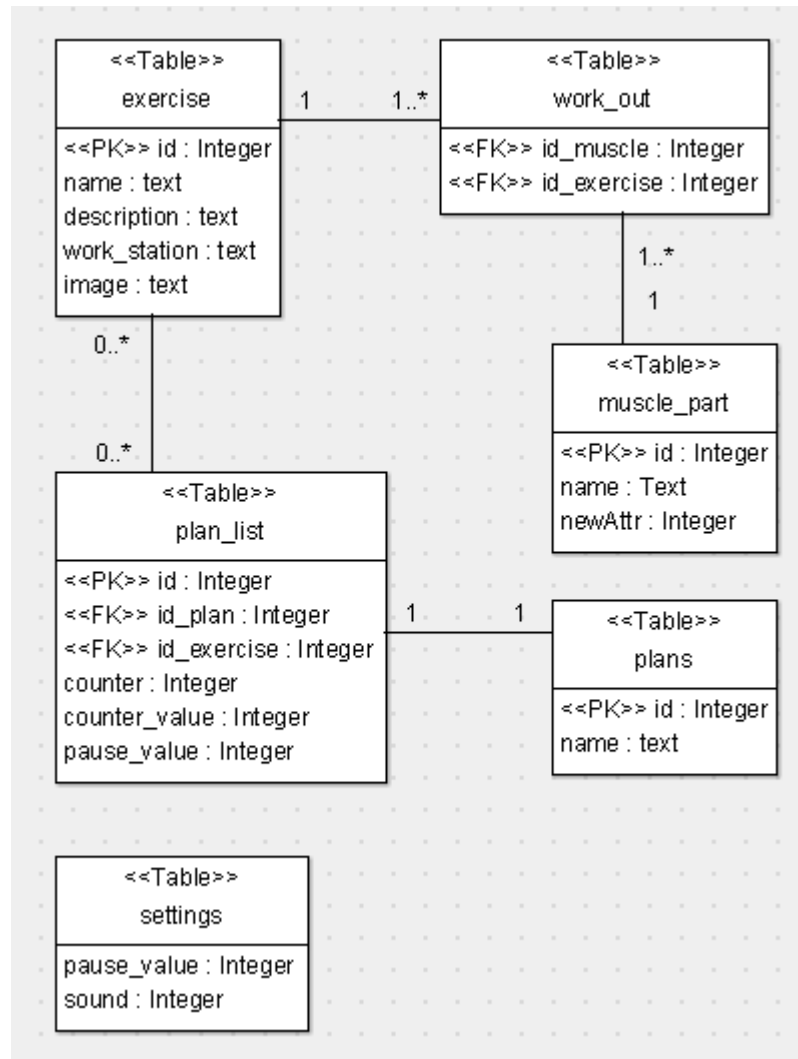 <<Table>>
exercise
<<PK>> id : Integer
name : text
description : text
work_station : text
image : text
1
1..*
<<Table>>
work_out
<<FK>> id_muscle : Integer
<<FK>> id_exercise : Integer
1..*
1
<<Table>>
muscle_part
<<PK>> id : Integer
name : Text
newAttr : Integer
0..*
0..*
<<Table>>
plan_list
<<PK>> id : Integer
<<FK>> id_plan : Integer
<<FK>> id_exercise : Integer
counter : Integer
counter_value : Integer
pause_value : Integer
1
1
<<Table>>
plans
<<PK>> id : Integer
name : text
<<Table>>
settings
pause_value : Integer
sound : Integer